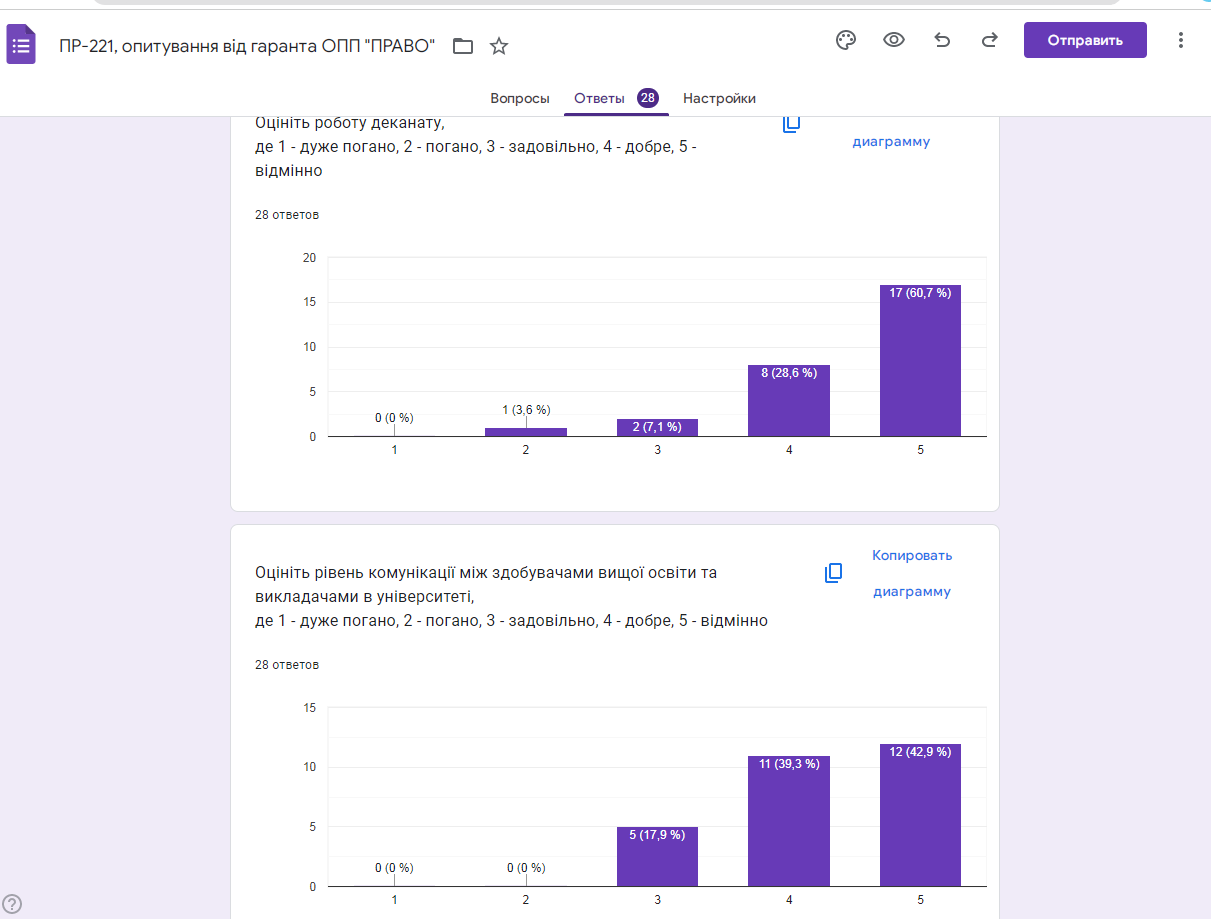 ПР-221, опитування від гаранта ОПП "ПРАВО"
Отправить
Вопросы
Ответы 28
Настройки
Оцініть роботу деканату,
де 1 - дуже погано, 2 - погано, 3 - задовільно, 4 - добре, 5 -
відмінно
диаграмму
28 ответов
20
15
10
5
0
0 (0 %)
1 (3,6 %)
2 (7,1 %)
8 (28,6 %)
17 (60,7 %)
1 2 3 4 5
Копировать
диаграмму
Оцініть рівень комунікації між здобувачами вищої освіти та
викладачами в університеті,
де 1 - дуже погано, 2 - погано, 3 - задовільно, 4 - добре, 5 - відмінно
28 ответов
15
10
5
0
0 (0 %)
0 (0 %)
5 (17,9 %)
11 (39,3 %)
12 (42,9 %)
1 2 3 4 5